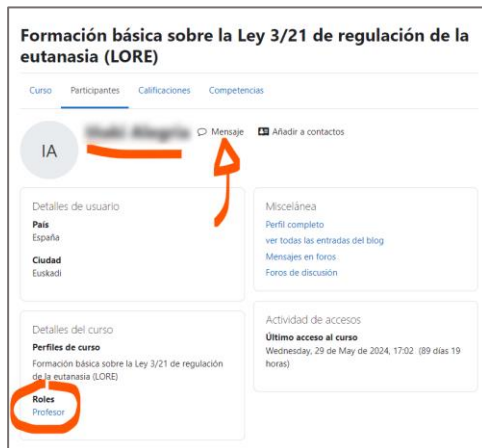 Formación básica sobre la Ley 3/21 de regulación de la
eutanasia (LORE)
Curso
Participantes
Calificaciones
Competencias
IA
Mensaje
Añadir a contactos
Detalles de usuario
País
España
Ciudad
Euskadi
Miscelánea
Perfil completo
ver todas las entradas del blog
Mensajes en foros
Foros de discusión
Detalles del curso
Perfiles de curso
Formación básica sobre la Ley 3/21 de regulación
de la eutanasia (LORE)
Roles
Profesor
Actividad de accesos
Último acceso al curso
Wednesday, 29 de May de 2024, 17:02 (89 días 19
horas)